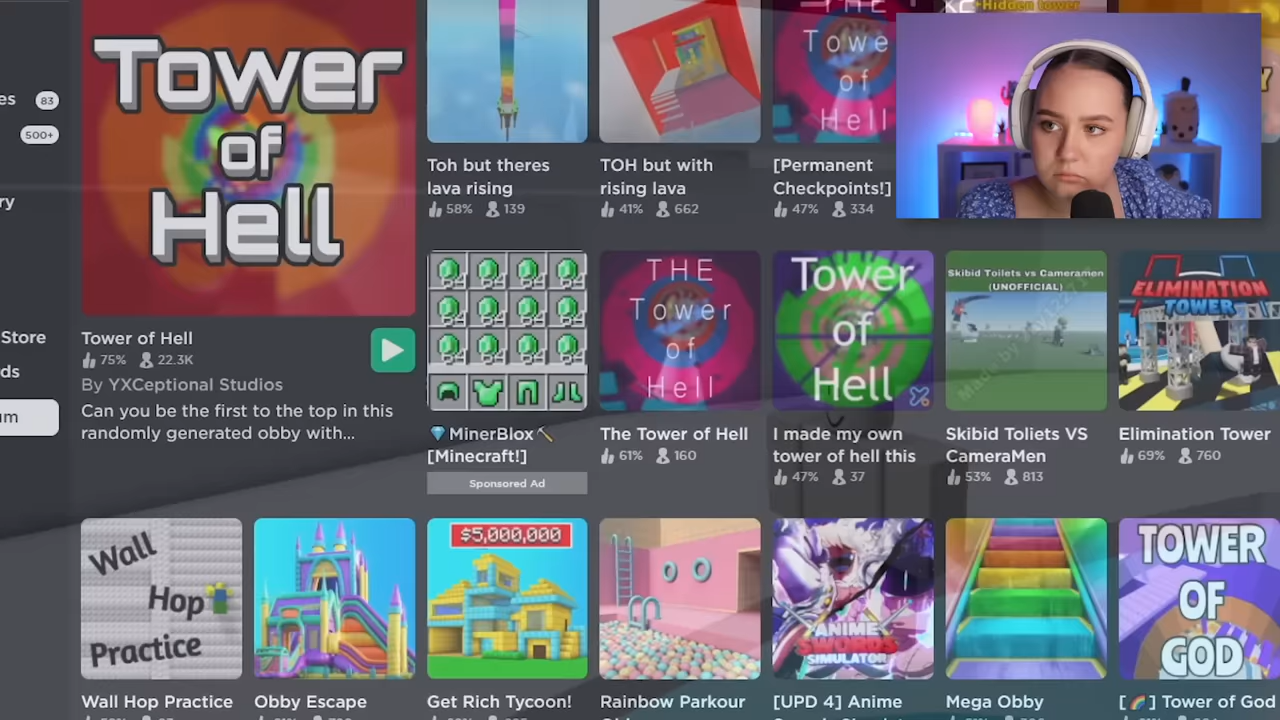 es 83
500+
ry
Store
ds
um
Tower
of
Hell
Tower of Hell
75% 22.3K
By YXCeptional Studios
Can you be the first to the top in this
randomly generated obby with...
Toh but theres
lava rising
58% 139
TOH but with
rising lava
41% 662
THE
Towe
of
Hell
[Permanent
Checkpoints!]
47% 334
+Hidden tower
MinerBlox
[Minecraft!]
Sponsored Ad
THE
Tower
of
Hell
The Tower of Hell
61% 160
Tower
of
Hell
I made my own
tower of hell this
47% 37
Skibid Toilets vs Cameramen
(UNOFFICIAL)
Skibid Toliets VS
CameraMen
53% 813
ELIMINATION
TOWER
Elimination Tower
69% 760
Wall
Hop
Practice
Wall Hop Practice
Obby Escape
$5,000,000
Get Rich Tycoon!
Rainbow Parkour
ANIME
SWORDS
SIMULATOR
[UPD 4] Anime
Mega Obby
TOWER
OF
GOD
[🌈] Tower of God